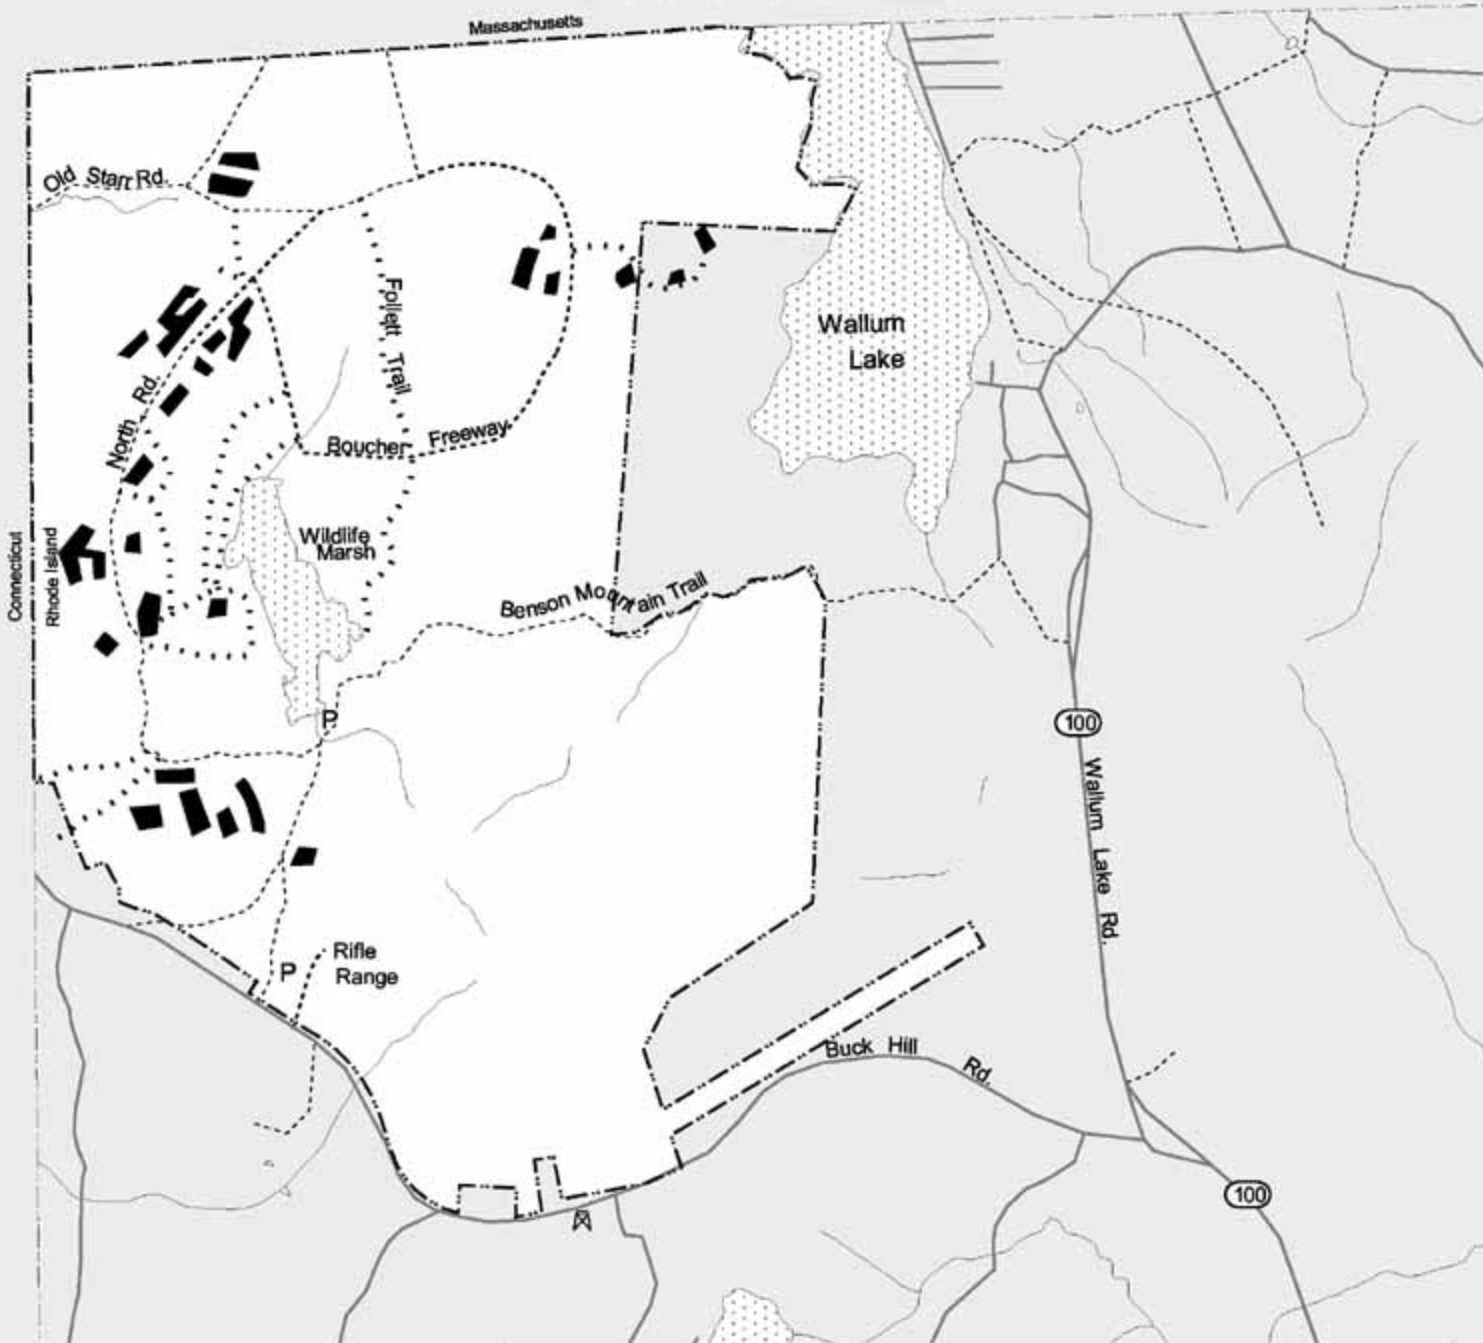 Massachusetts
Old Starr Rd.
Follett Trail
Wallum
Lake
North Rd.
Boucher Freeway
Connecticut
Rhode Island
Wildlife
Marsh
Benson Mountain Trail
P
100
Wallum Lake Rd.
Rifle
Range
P
Buck Hill Rd.
100